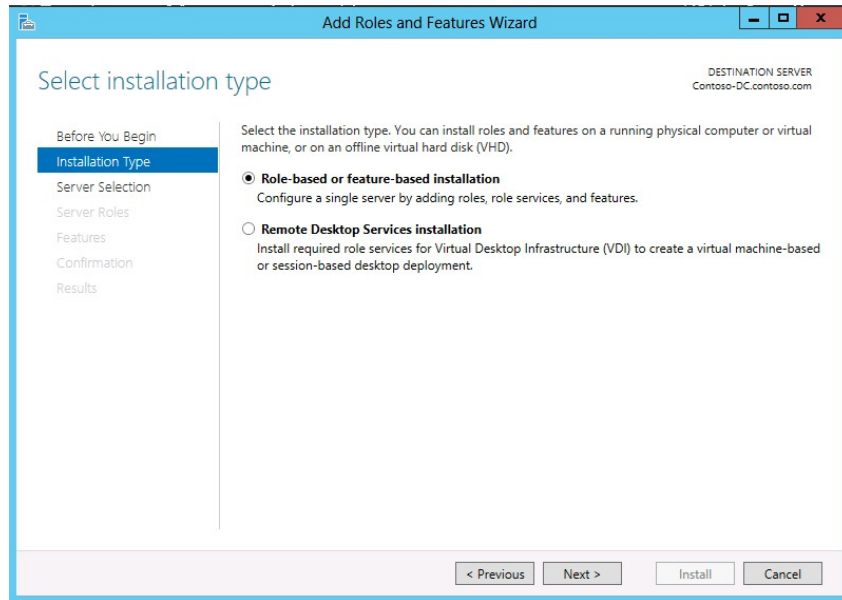 Add Roles and Features Wizard
Select installation type
DESTINATION SERVER
Contoso-DC.contoso.com
Before You Begin
Installation Type
Server Selection
Server Roles
Features
Confirmation
Results
Select the installation type. You can install roles and features on a running physical computer or virtual
machine, or on an offline virtual hard disk (VHD).
Role-based or feature-based installation
Configure a single server by adding roles, role services, and features.
Remote Desktop Services installation
Install required role services for Virtual Desktop Infrastructure (VDI) to create a virtual machine-based
or session-based desktop deployment.
< Previous
Next >
Install
Cancel